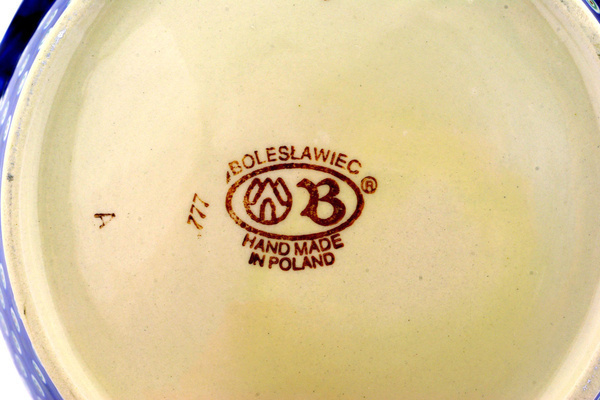 BOLESŁAWIEC
B ®
HAND MADE
IN POLAND
777
A